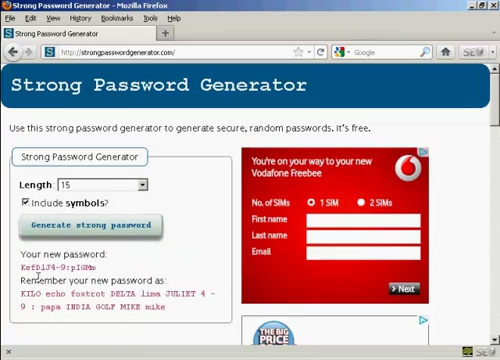 Strong Password Generator - Mozilla Firefox
File Edit View History Bookmarks Tools Help
Strong Password Generator
http://strongpasswordgenerator.com/
Google
SEO
Strong Password Generator
Use this strong password generator to generate secure, random passwords. It's free.
Strong Password Generator
Length: 15
Include symbols?
Generate strong password
Your new password:
KefDlJ4-9:pIGMm
Remember your new password as:
KILO echo foxtrot DELTA lima JULIET 4 -
9 : papa INDIA GOLF MIKE mike
You're on your way to your new
Vodafone Freebee
No. of SIMs 1 SIM 2 SIMs
First name
Last name
Email
Next
THE
BIG
PRICE
Done